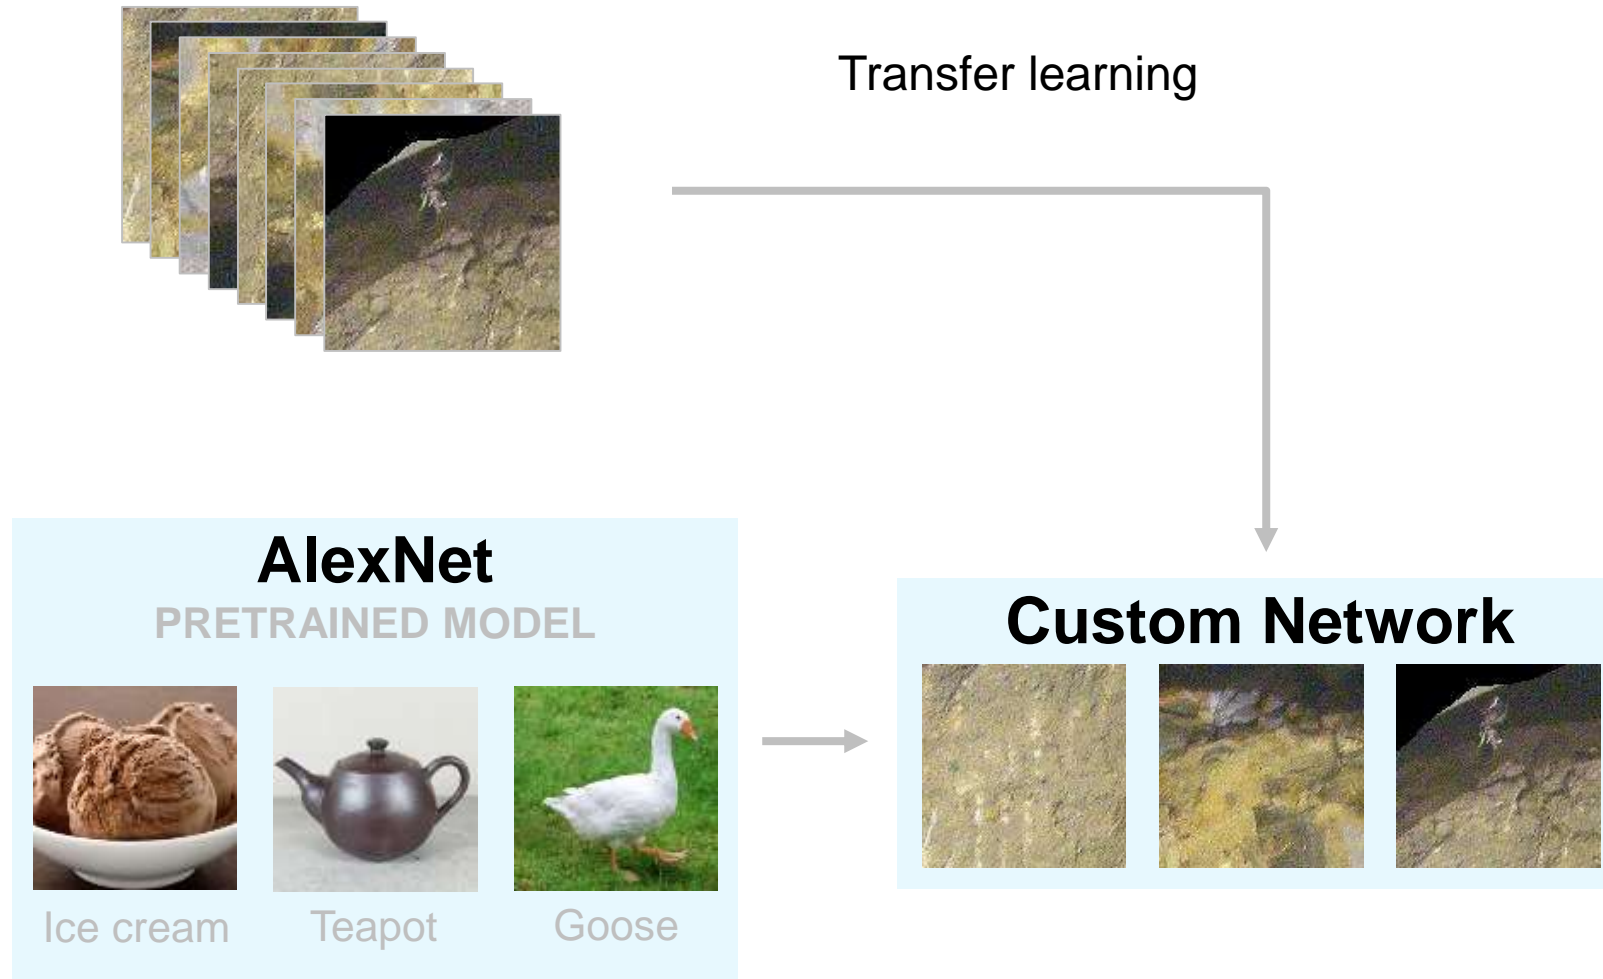 Transfer learning
AlexNet
PRETRAINED MODEL
Ice cream
Teapot
Goose
Custom Network